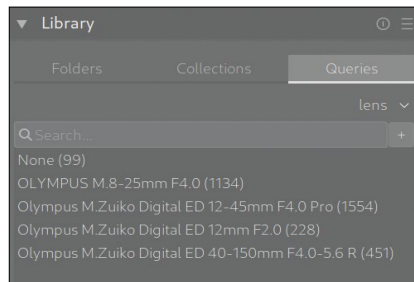 Library
Folders Collections Queries
lens
Search...
+
None (99)
OLYMPUS M.8-25mm F4.0 (1134)
Olympus M.Zuiko Digital ED 12-45mm F4.0 Pro (1554)
Olympus M.Zuiko Digital ED 12mm F2.0 (228)
Olympus M.Zuiko Digital ED 40-150mm F4.0-5.6 R (451)